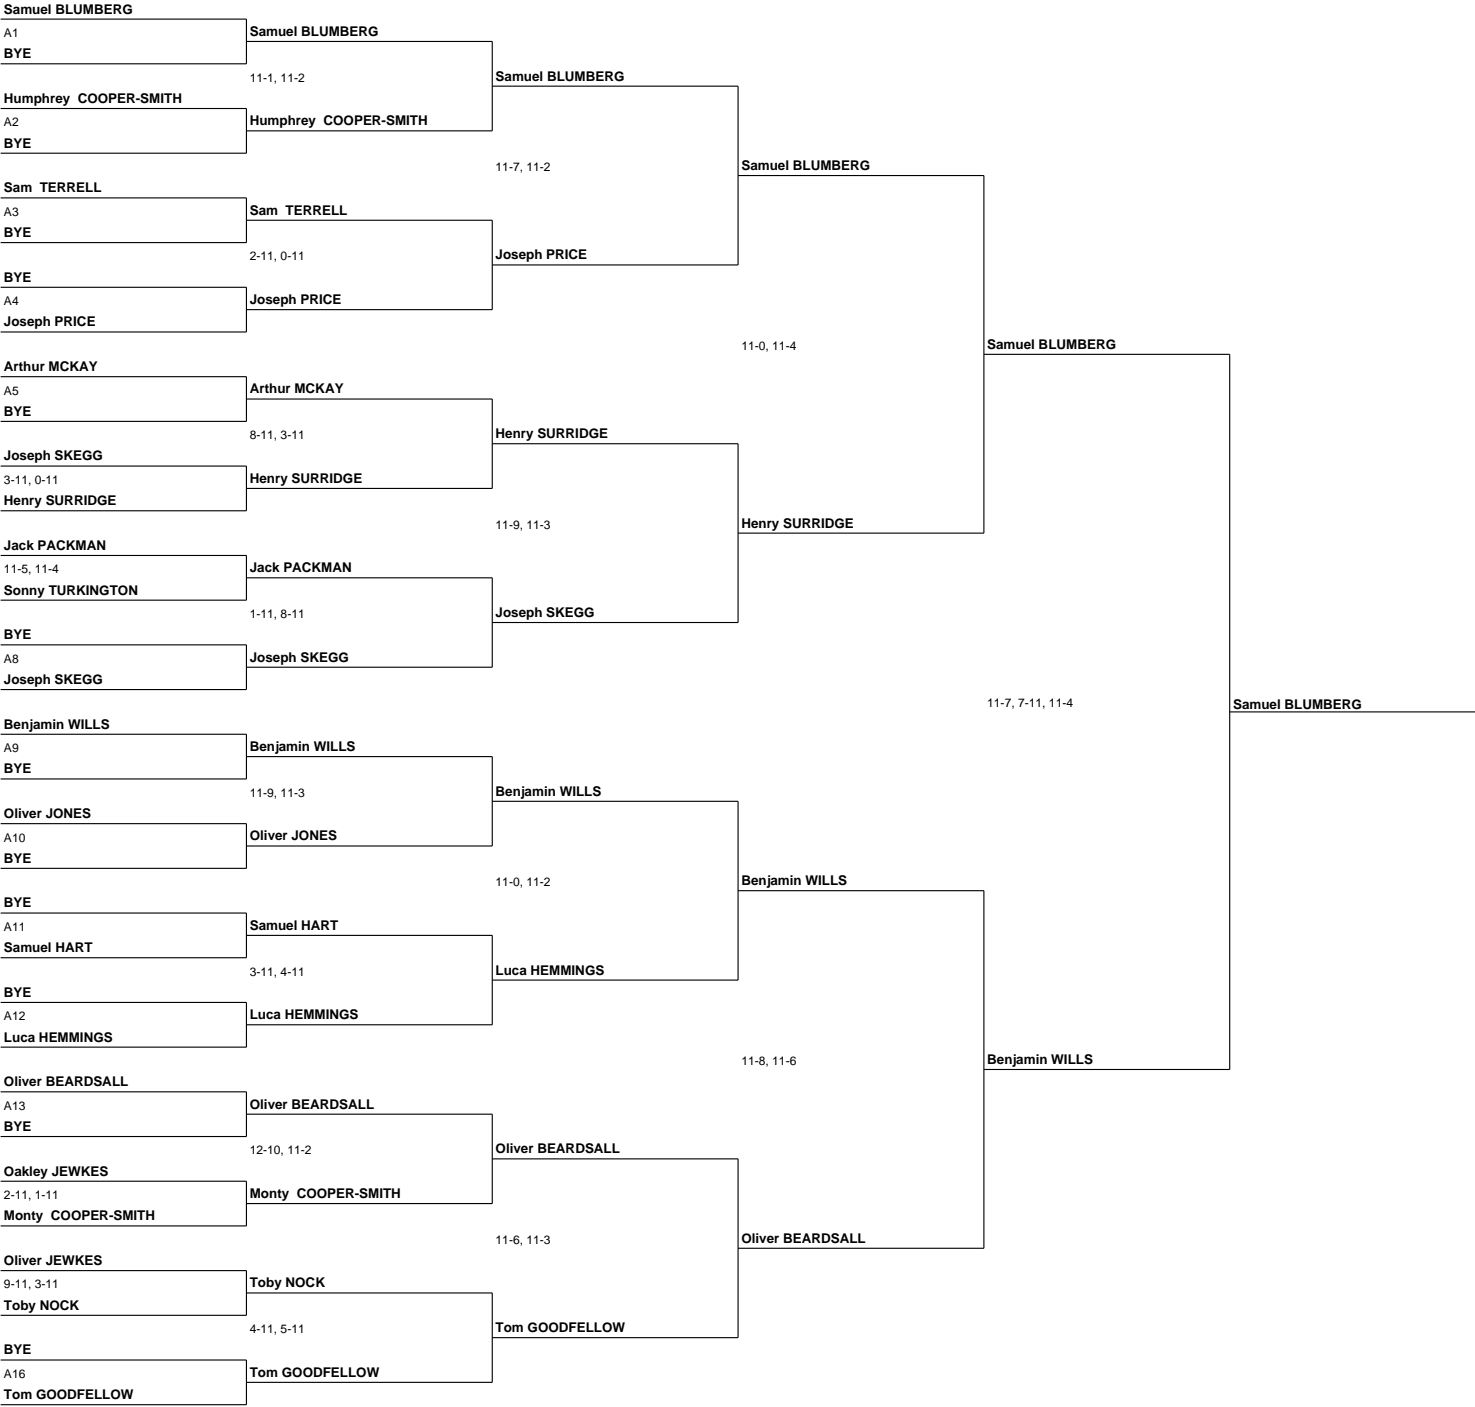 Samuel BLUMBERG
A1
BYE
Humphrey  COOPER-SMITH
A2
BYE
Sam  TERRELL
A3
BYE
BYE
A4
Joseph PRICE
Arthur MCKAY
A5
BYE
Joseph SKEGG
3-11, 0-11
Henry SURRIDGE
Jack PACKMAN
11-5, 11-4
Sonny TURKINGTON
BYE
A8
Joseph SKEGG
Benjamin WILLS
A9
BYE
Oliver JONES
A10
BYE
BYE
A11
Samuel HART
BYE
A12
Luca HEMMINGS
Oliver BEARDSALL
A13
BYE
Oakley JEWKES
2-11, 1-11
Monty  COOPER-SMITH
Oliver JEWKES
9-11, 3-11
Toby NOCK
BYE
A16
Tom GOODFELLOW
Samuel BLUMBERG
11-1, 11-2
Humphrey  COOPER-SMITH
Sam  TERRELL
2-11, 0-11
Joseph PRICE
Arthur MCKAY
8-11, 3-11
Henry SURRIDGE
Jack PACKMAN
1-11, 8-11
Joseph SKEGG
Benjamin WILLS
11-9, 11-3
Oliver JONES
Samuel HART
3-11, 4-11
Luca HEMMINGS
Oliver BEARDSALL
12-10, 11-2
Monty  COOPER-SMITH
Toby NOCK
4-11, 5-11
Tom GOODFELLOW
Samuel BLUMBERG
11-7, 11-2
Joseph PRICE
Henry SURRIDGE
11-9, 11-3
Joseph SKEGG
Benjamin WILLS
11-0, 11-2
Luca HEMMINGS
Oliver BEARDSALL
11-6, 11-3
Tom GOODFELLOW
Samuel BLUMBERG
11-0, 11-4
Henry SURRIDGE
Benjamin WILLS
11-8, 11-6
Oliver BEARDSALL
Samuel BLUMBERG
11-7, 7-11, 11-4
Benjamin WILLS
Samuel BLUMBERG